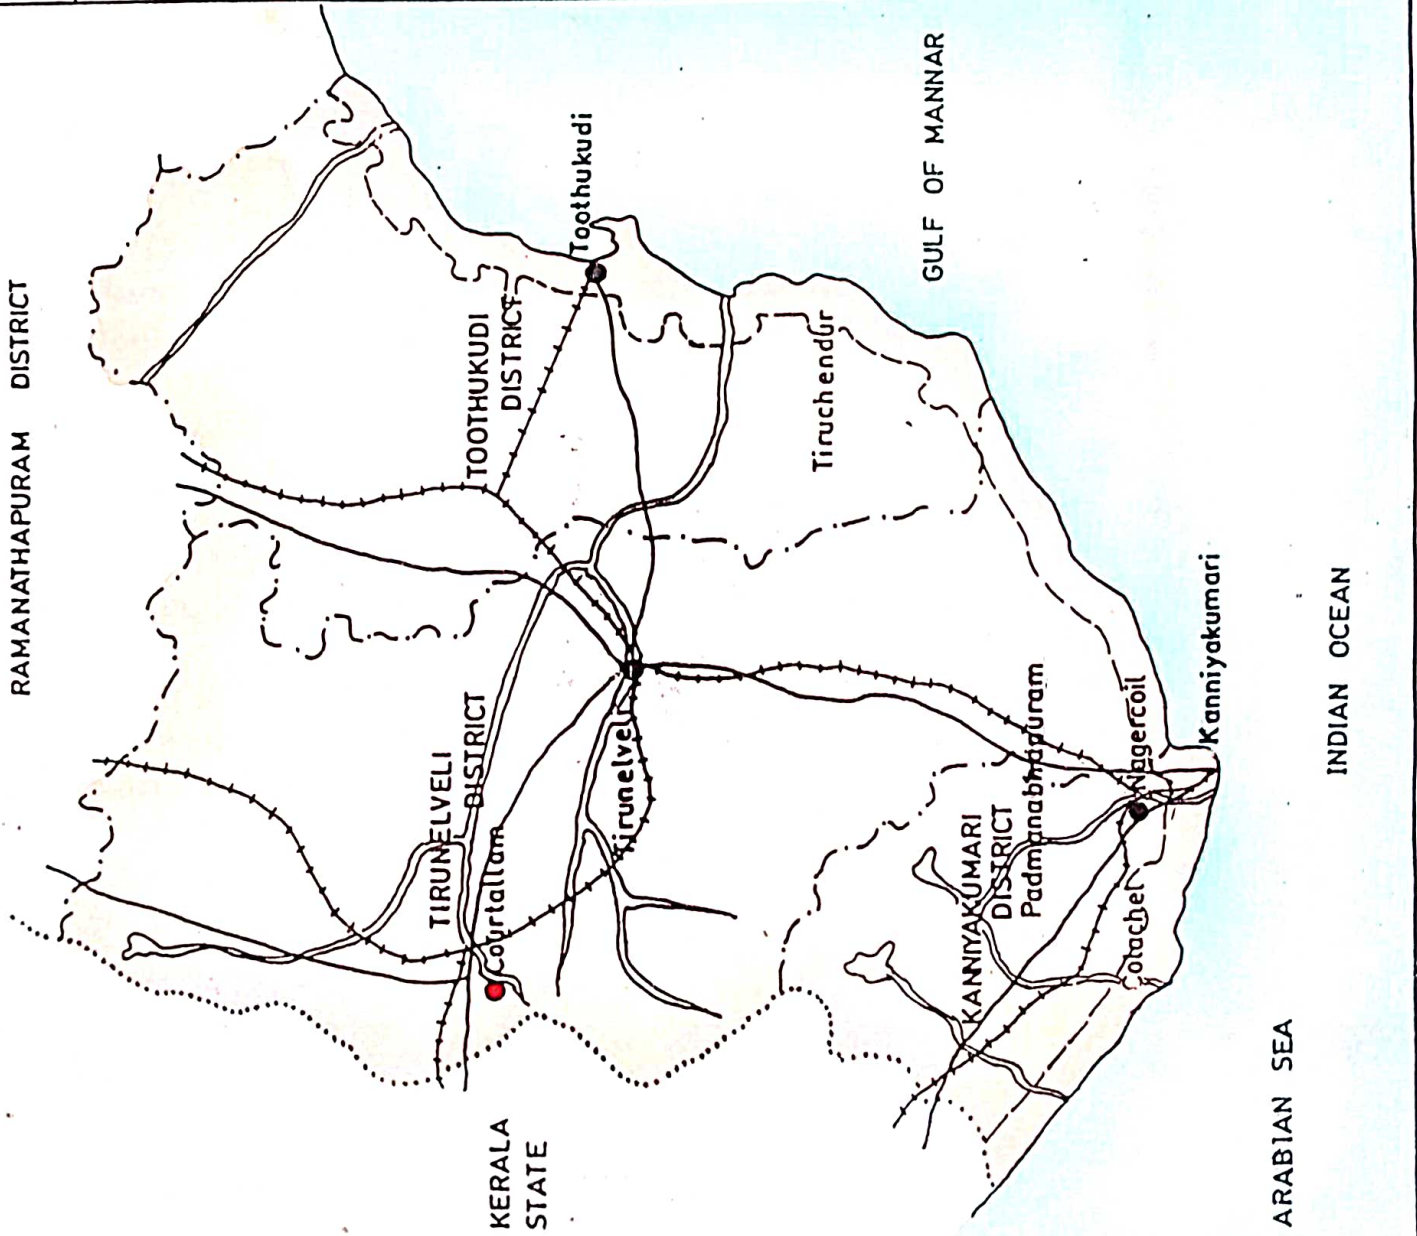 RAMANATHAPURAM DISTRICT
TIRUNELVELI
DISTRICT
TOOTHUKUDI
DISTRICT
Courtallam
KERALA
STATE
Toothukudi
Tirunelveli
Tiruchendur
GULF OF MANNAR
KANNIYAKUMARI
DISTRICT
Padmanabhapuram
Nagercoil
Colachel
Kanniyakumari
ARABIAN SEA
INDIAN OCEAN